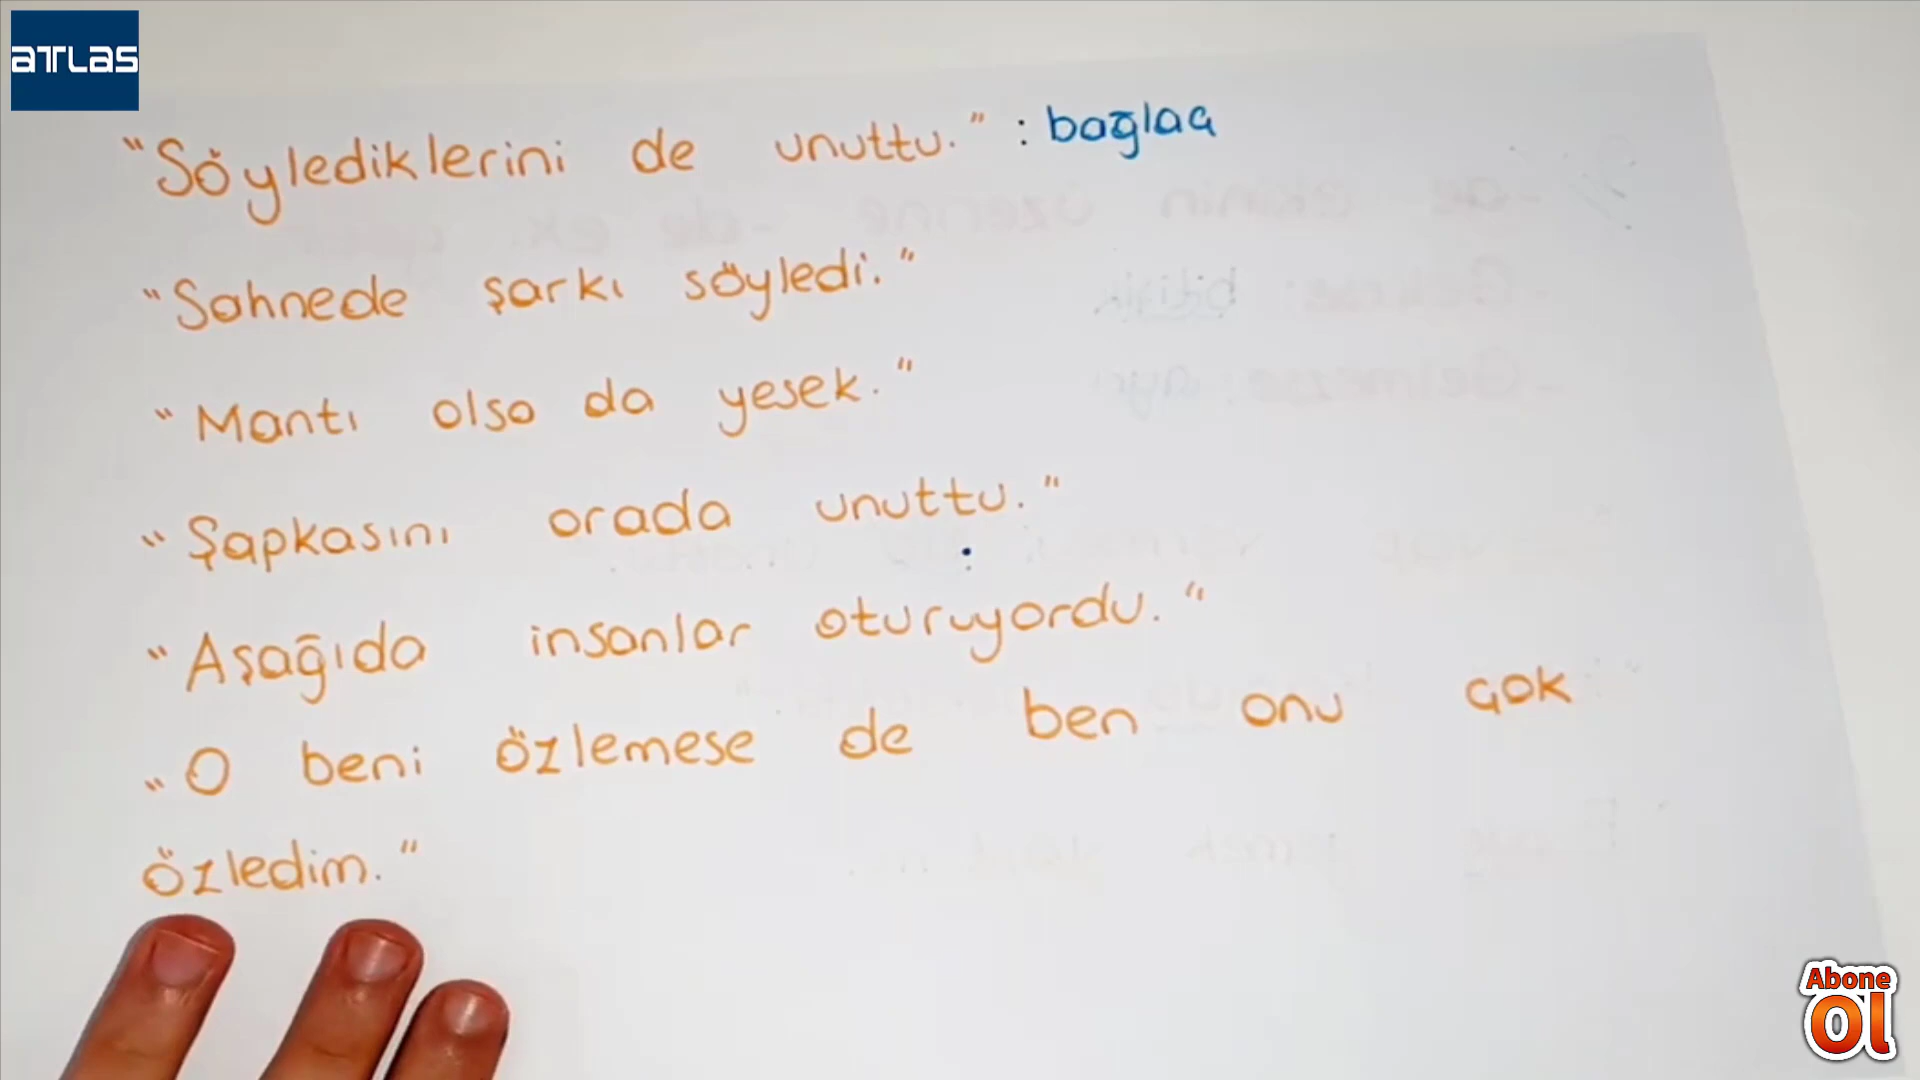 ATLAS
"Söylediklerini de unuttu." : bağlaç
"Sahnede şarkı söyledi."
"Mantı olsa da yesek."
"Şapkasını orada unuttu."
"Aşağıda insanlar oturuyordu."
"O beni özlemese de ben onu çok
özledim."
Abone
Ol